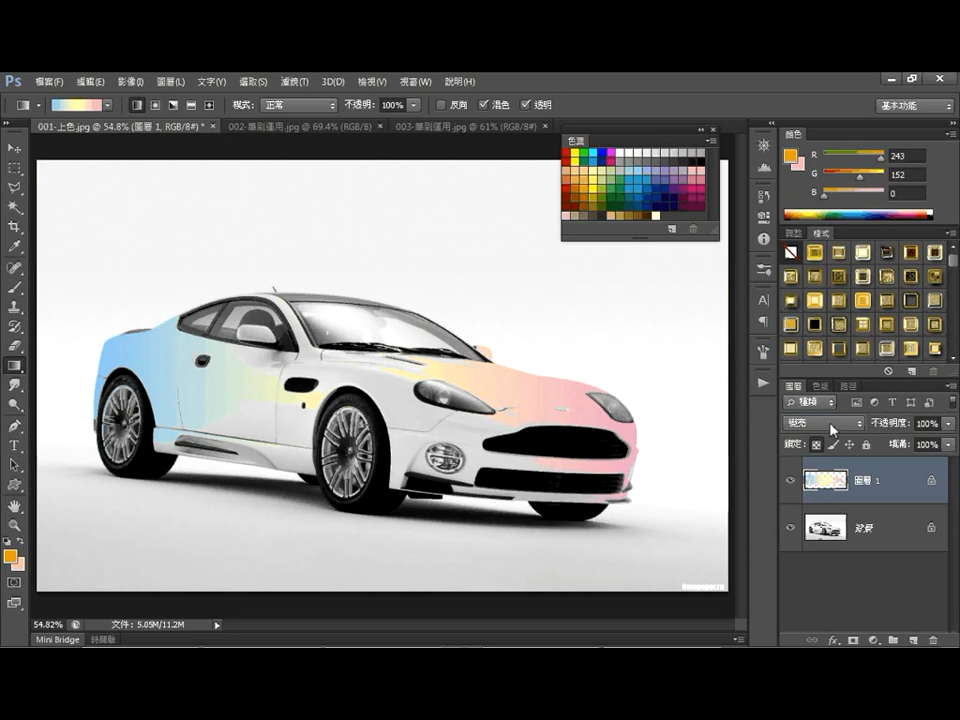 Ps 檔案(F) 編輯(E) 影像(I) 圖層(L) 文字(Y) 選取(S) 濾鏡(T) 3D(D) 檢視(V) 視窗(W) 說明(H)
模式: 正常 不透明: 100% 反向 混色 透明 基本功能
001-上色.jpg @ 54.8% (圖層 1, RGB/8#) * × 002-筆刷運用.jpg @ 69.4% (RGB/8) × 003-筆刷運用.jpg @ 61% (RGB/8#) ×
色票
顏色
R 243
G 152
B 0
調整 樣式
圖層 色版 路徑
種類
變亮 不透明度: 100%
鎖定: 填滿: 100%
圖層 1
背景
54.82% 文件: 5.05M/11.2M
Mini Bridge 時間軸